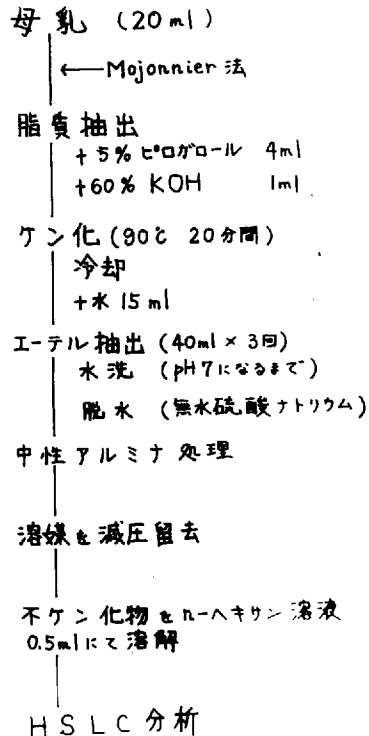 母乳 (20ml)
←Mojonnier法
脂質抽出
+5% ピロガロール 4ml
+60% KOH 1ml
ケン化 (90℃ 20分間)
冷却
+水 15ml
エーテル抽出 (40ml × 3回)
水洗 (pH7になるまで)
脱水 (無水硫酸ナトリウム)
中性アルミナ処理
溶媒を減圧留去
不ケン化物をn-ヘキサン溶液
0.5mlにて溶解
HSLC分析